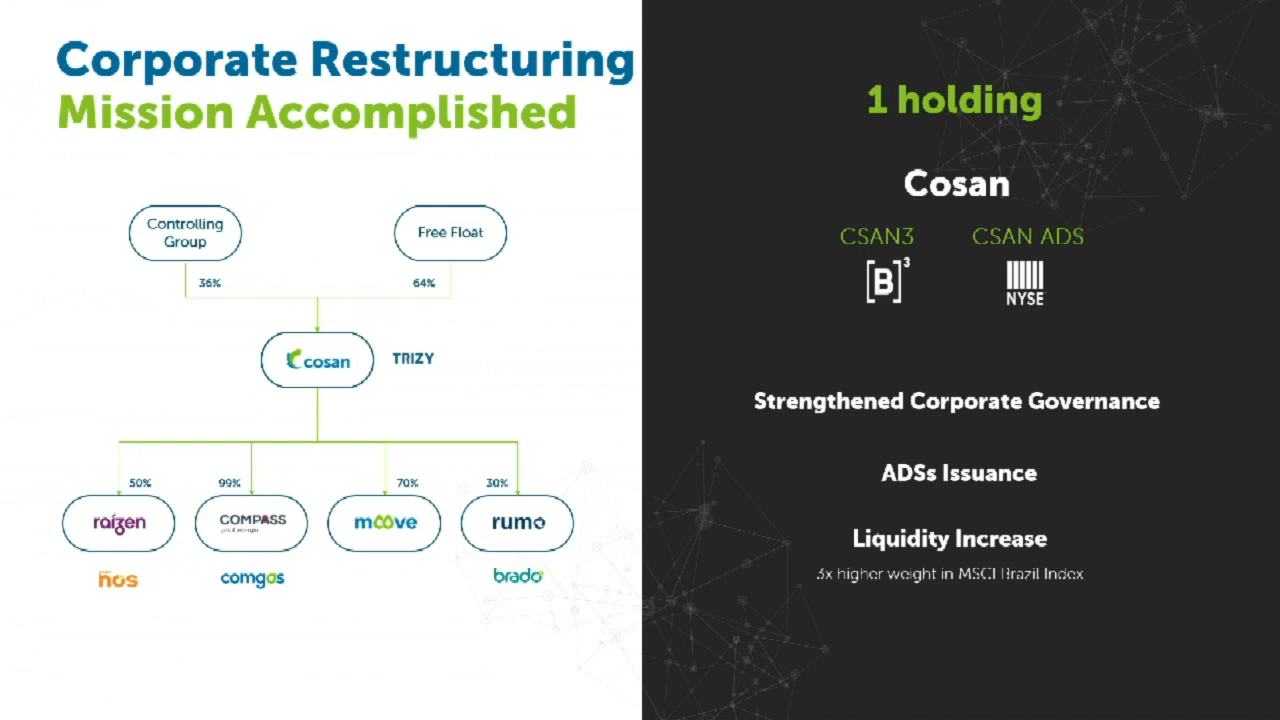 Corporate Restructuring
Mission Accomplished
Controlling
Group
Free Float
36%
64%
cosan
TRIZY
50%
99%
70%
30%
raízen
COMPASS
moove
rumo
nós
comgás
brado
1 holding
Cosan
CSAN3
CSAN ADS
[B]³
NYSE
Strengthened Corporate Governance
ADSs Issuance
Liquidity Increase
3x higher weight in MSCI Brazil Index